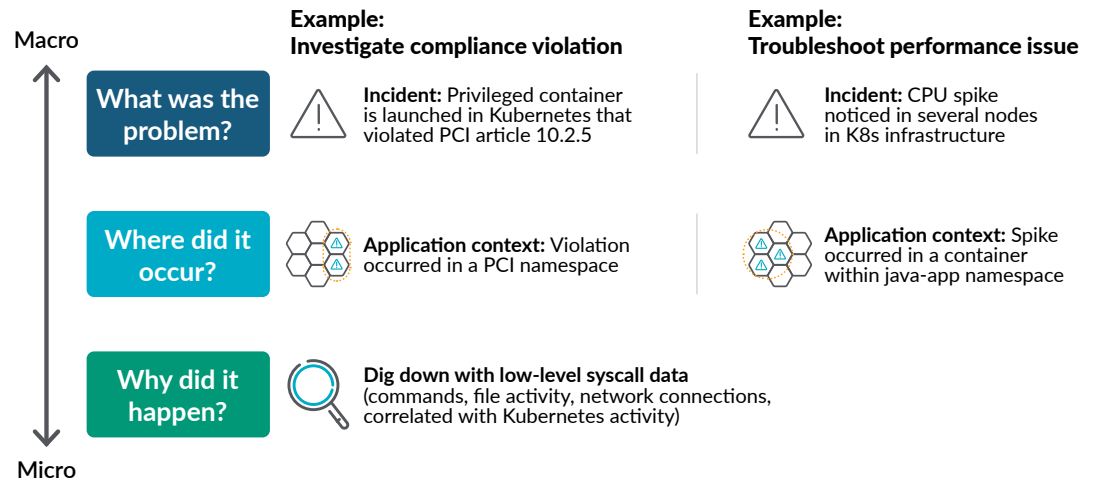 Macro
Example:
Investigate compliance violation
Example:
Troubleshoot performance issue
What was the
problem?
Incident: Privileged container
is launched in Kubernetes that
violated PCI article 10.2.5
Incident: CPU spike
noticed in several nodes
in K8s infrastructure
Where did it
occur?
Application context: Violation
occurred in a PCI namespace
Application context: Spike
occurred in a container
within java-app namespace
Why did it
happen?
Dig down with low-level syscall data
(commands, file activity, network connections,
correlated with Kubernetes activity)
Micro